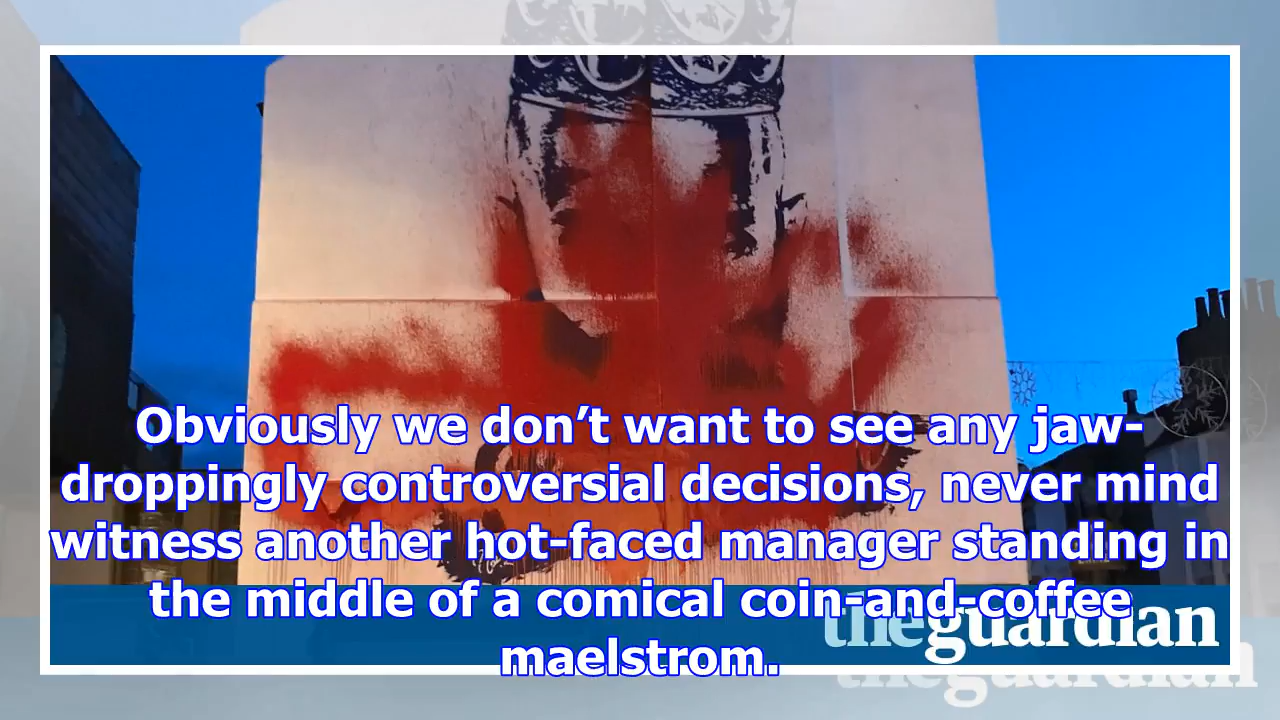 Obviously we don’t want to see any jaw-
droppingly controversial decisions, never mind
witness another hot-faced manager standing in
the middle of a comical coin-and-coffee
maelstrom.
theguardian
theguardian